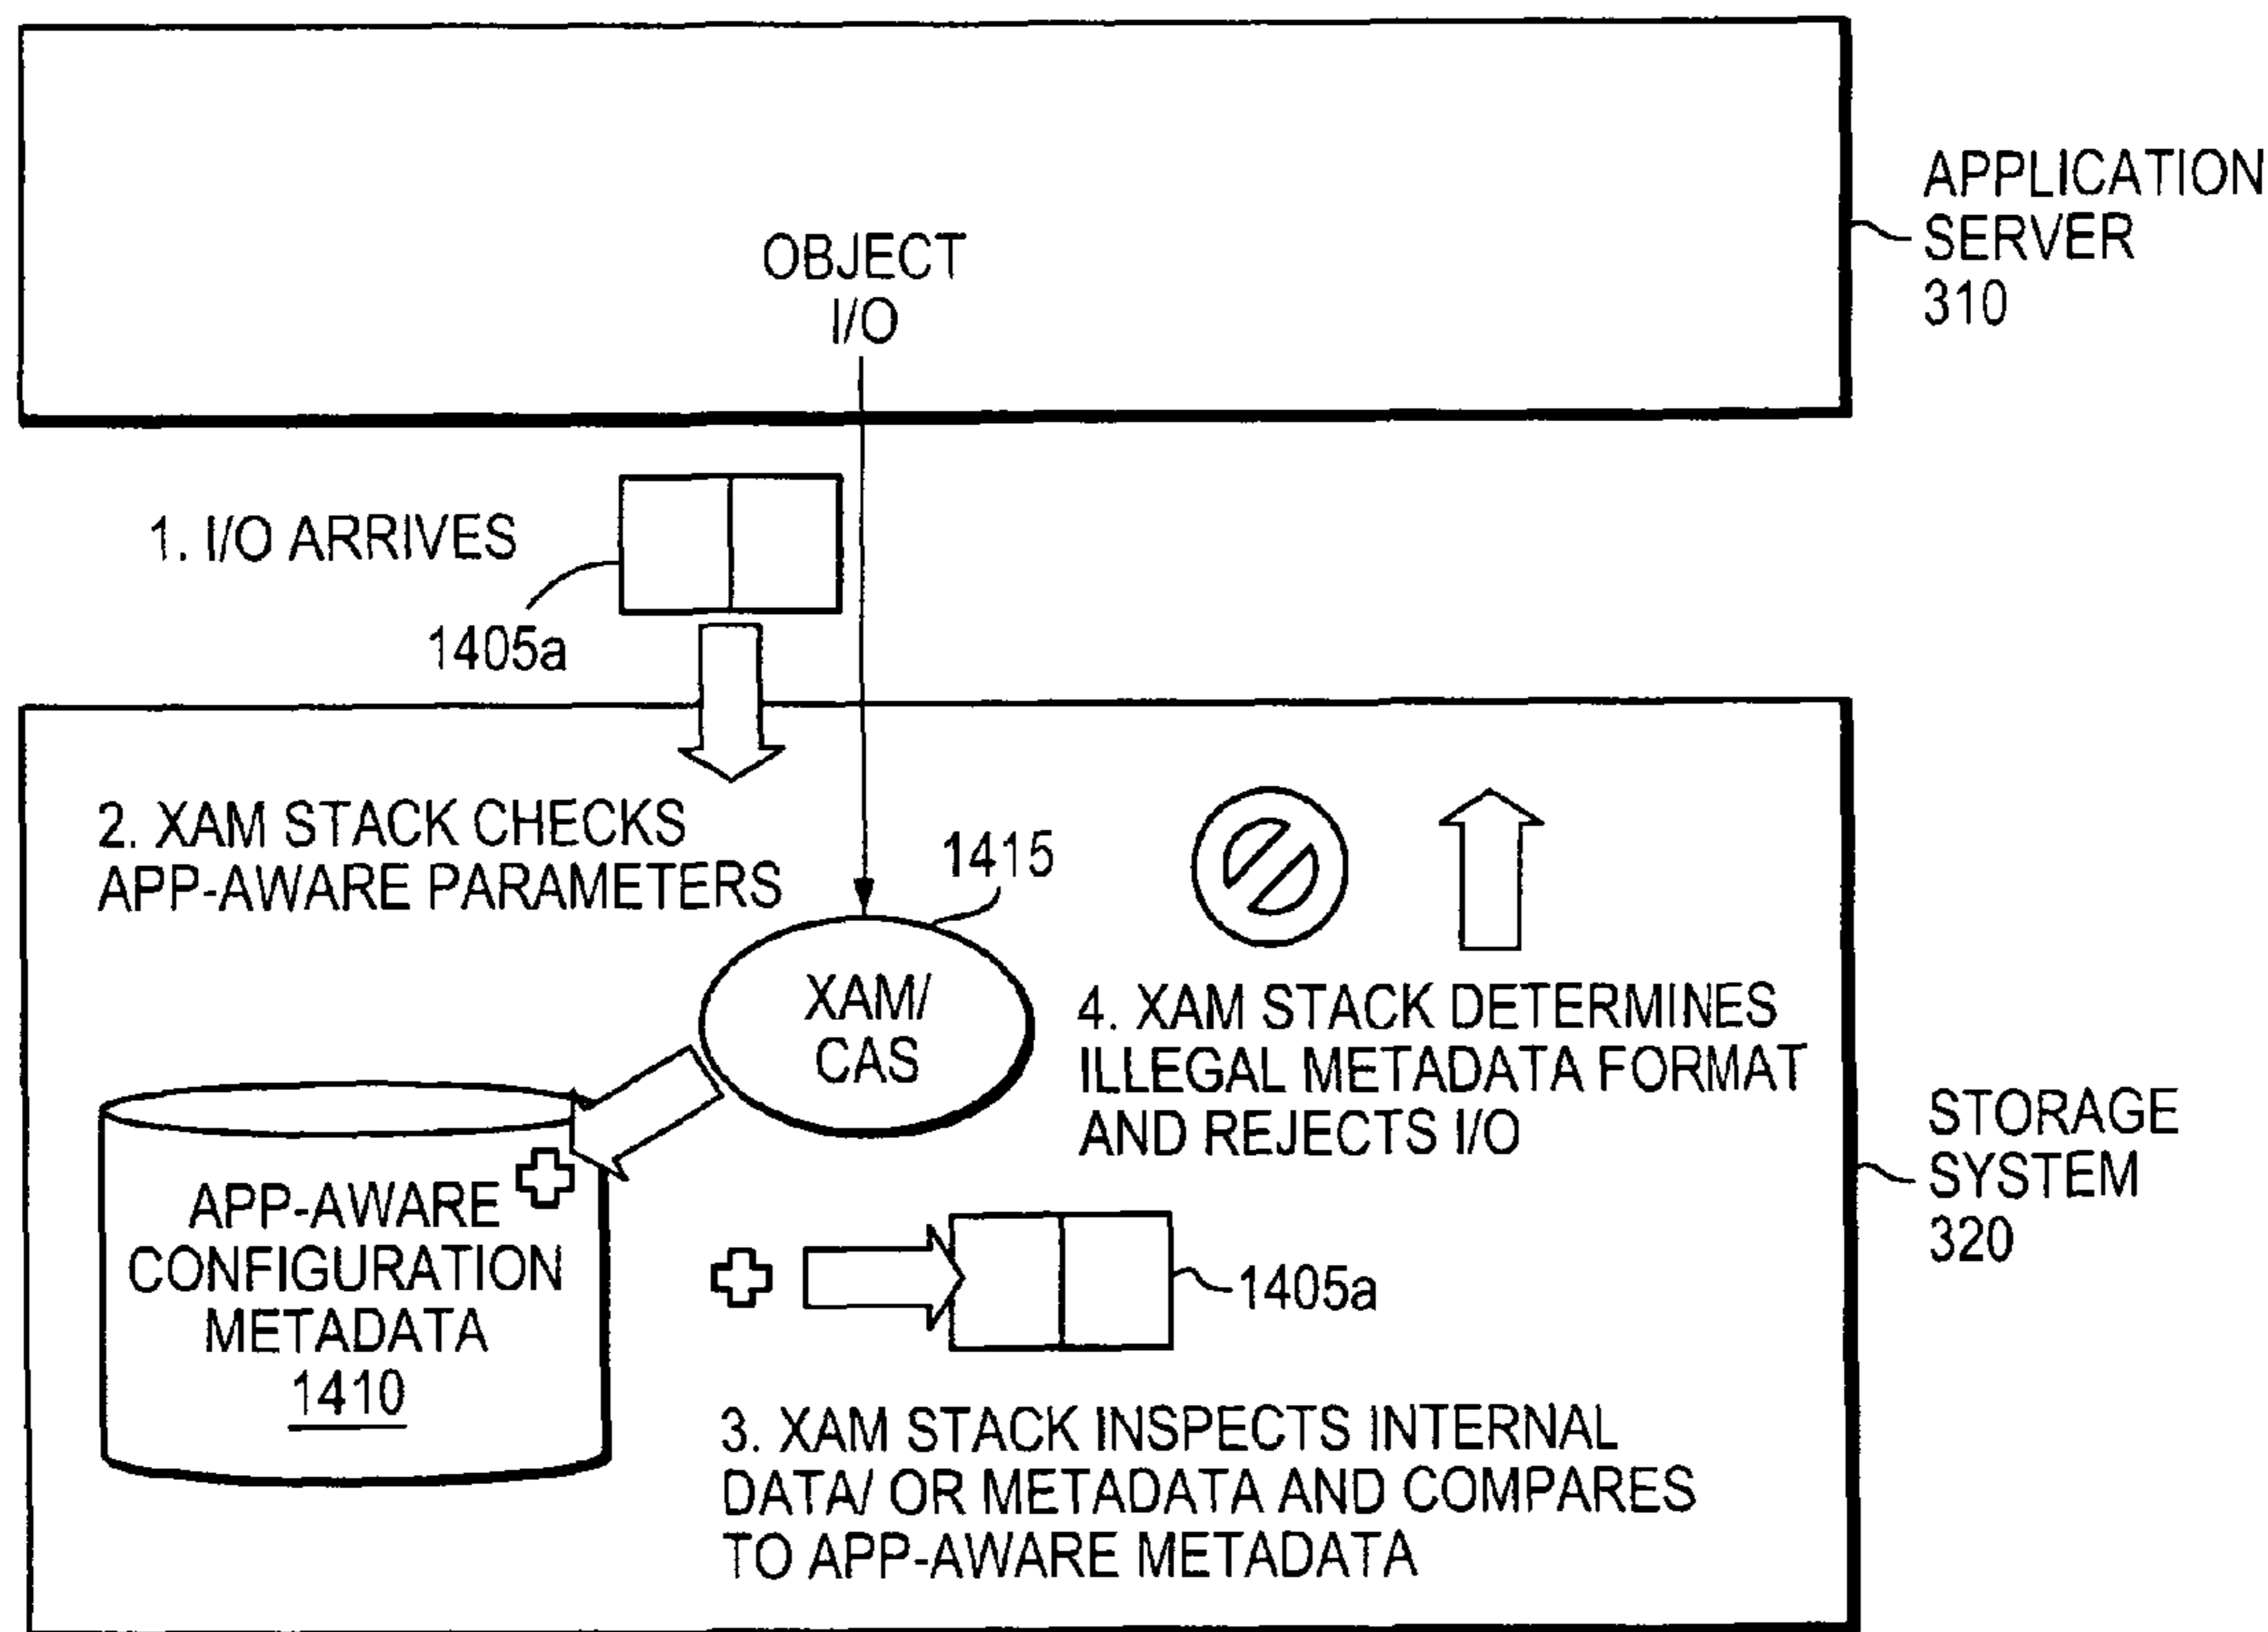 OBJECT
I/O
APPLICATION
SERVER
310
1. I/O ARRIVES
1405a
2. XAM STACK CHECKS
APP-AWARE PARAMETERS
1415
XAM/
CAS
4. XAM STACK DETERMINES
ILLEGAL METADATA FORMAT
AND REJECTS I/O
STORAGE
SYSTEM
320
APP-AWARE
CONFIGURATION
METADATA
1410
1405a
3. XAM STACK INSPECTS INTERNAL
DATA/ OR METADATA AND COMPARES
TO APP-AWARE METADATA